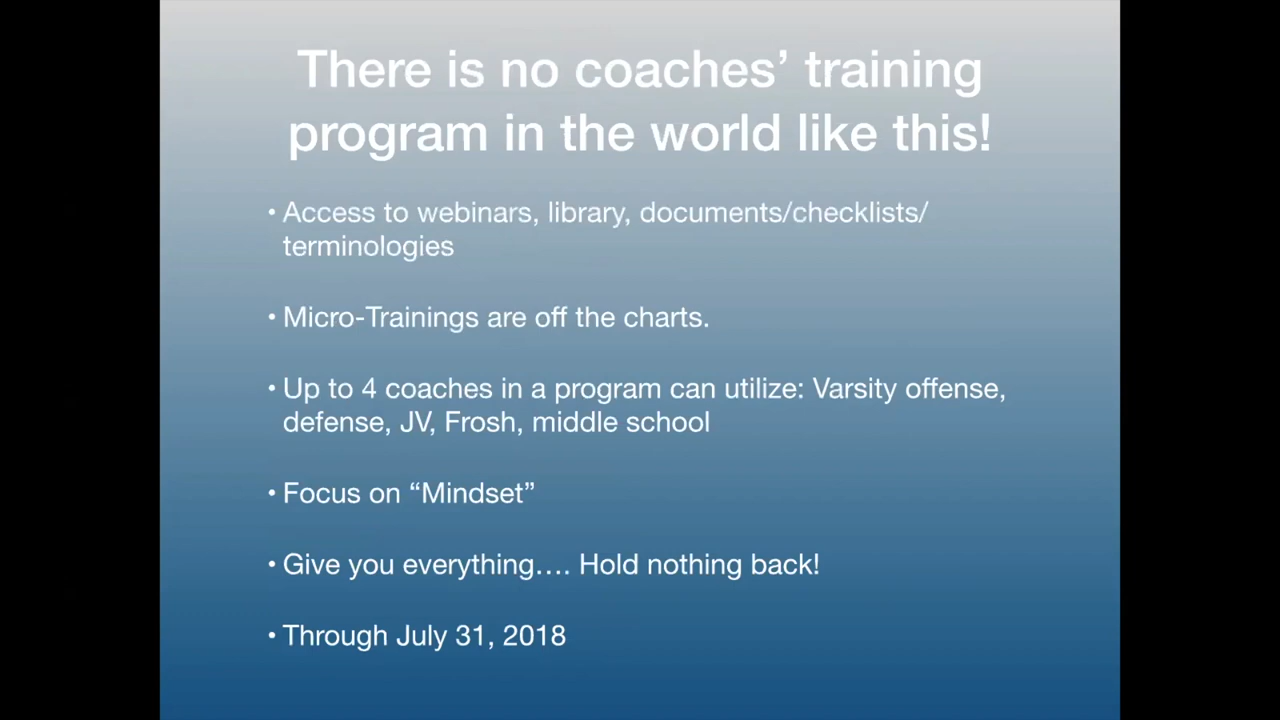 There is no coaches’ training
program in the world like this!
• Access to webinars, library, documents/checklists/
terminologies
• Micro-Trainings are off the charts.
• Up to 4 coaches in a program can utilize: Varsity offense,
defense, JV, Frosh, middle school
• Focus on “Mindset”
• Give you everything…. Hold nothing back!
• Through July 31, 2018